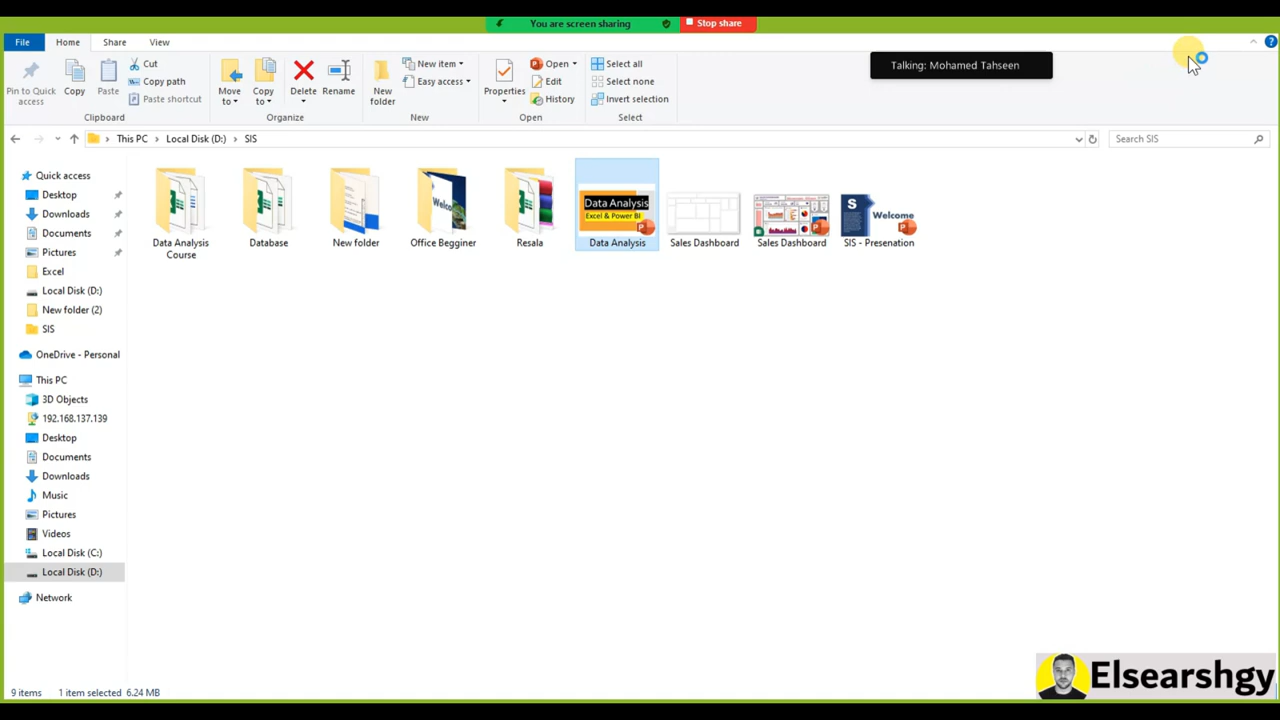 You are screen sharing
Stop share
File
Home
Share
View
Talking: Mohamed Tahseen
Pin to Quick
access
Copy
Paste
Cut
Copy path
Paste shortcut
Clipboard
Move
to
Copy
to
Delete
Rename
Organize
New
folder
New item
Easy access
New
Properties
Open
Edit
History
Open
Select all
Select none
Invert selection
Select
This PC
Local Disk (D:)
SIS
Search SIS
Quick access
Desktop
Downloads
Documents
Pictures
Excel
Local Disk (D:)
New folder (2)
SIS
OneDrive - Personal
This PC
3D Objects
192.168.137.139
Desktop
Documents
Downloads
Music
Pictures
Videos
Local Disk (C:)
Local Disk (D:)
Network
Data Analysis
Course
Database
New folder
Welc
Office Begginer
Resala
Data Analysis
Excel & Power BI
Data Analysis
Sales Dashboard
Sales Dashboard
S
Welcome
SIS - Presenation
9 items
1 item selected
6.24 MB
Elsearshgy